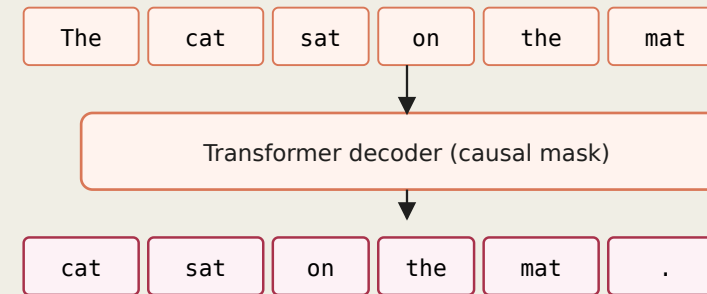 The cat sat on the mat
Transformer decoder (causal mask)
cat sat on the mat .